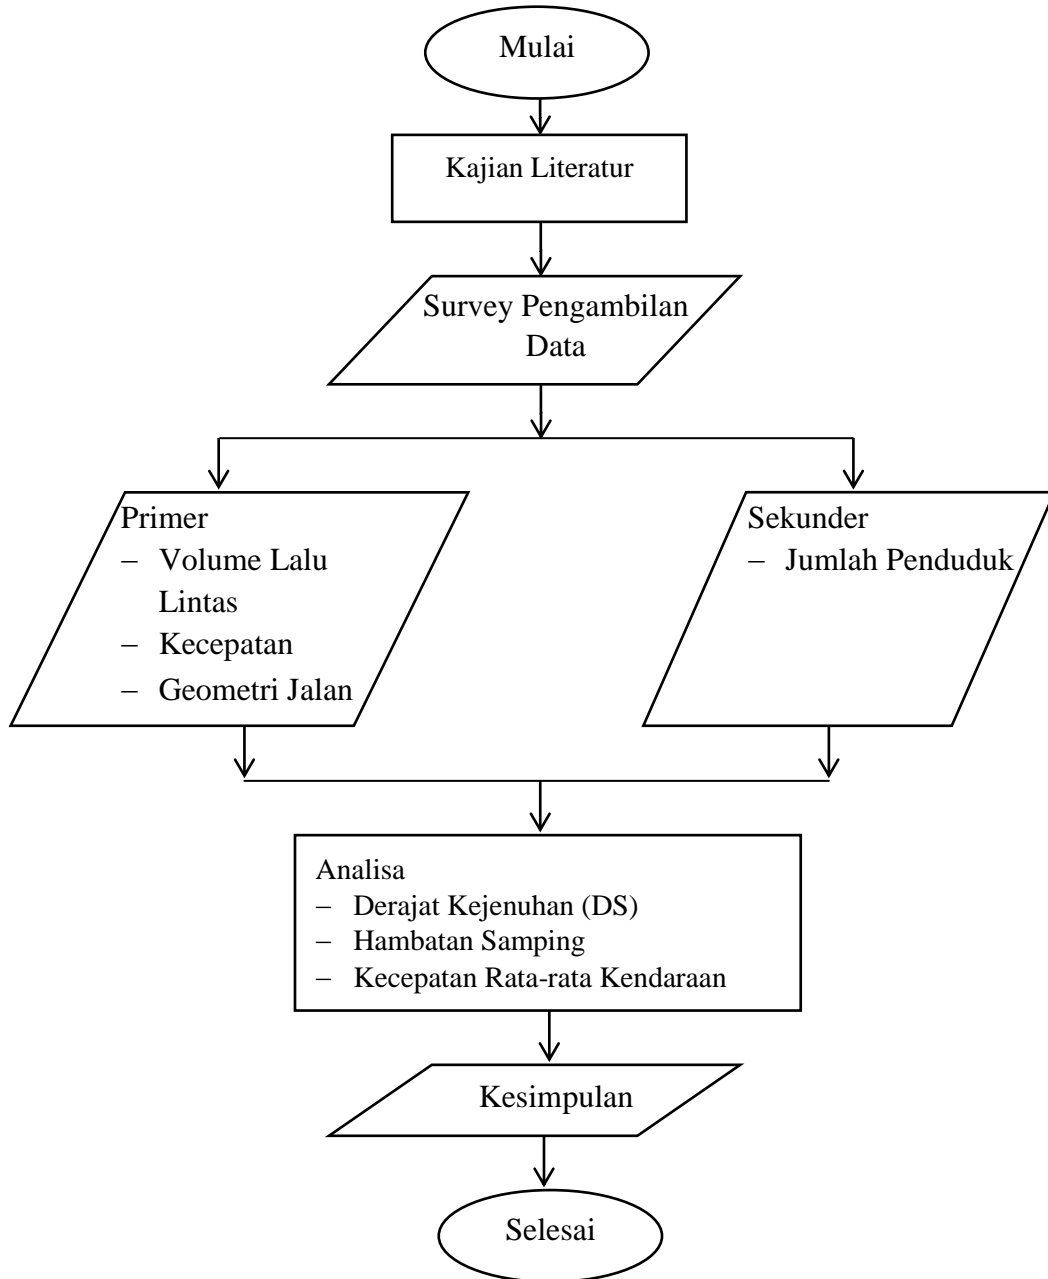 Mulai
Kajian Literatur
Survey Pengambilan
Data
Primer
– Volume Lalu
Lintas
– Kecepatan
– Geometri Jalan
Sekunder
– Jumlah Penduduk
Analisa
– Derajat Kejenuhan (DS)
– Hambatan Samping
– Kecepatan Rata-rata Kendaraan
Kesimpulan
Selesai